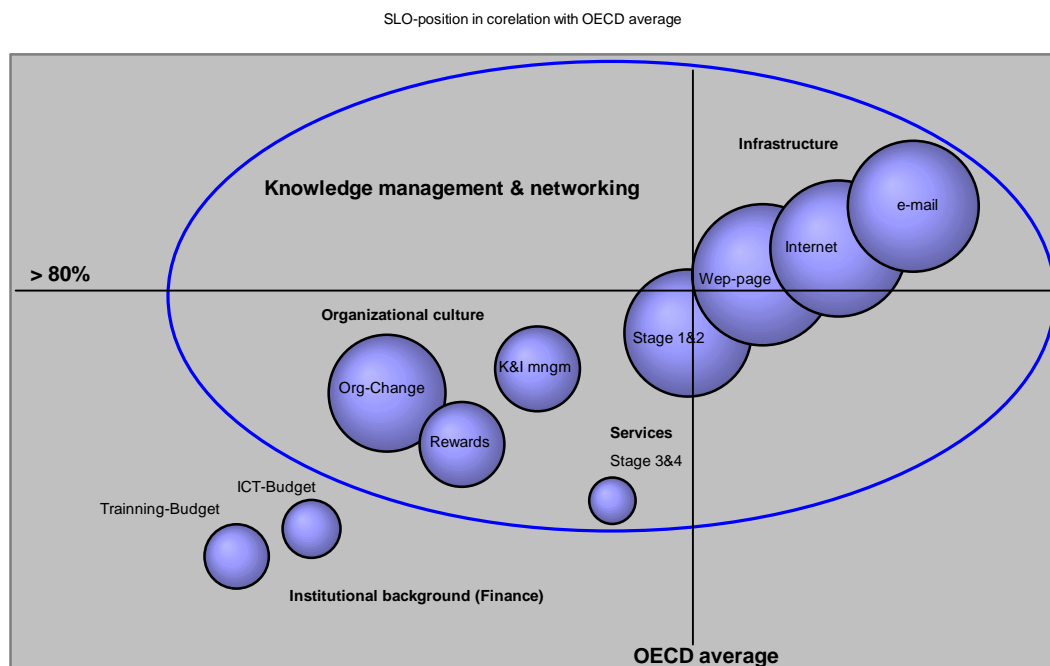 SLO-position in corelation with OECD average
Infrastructure
Knowledge management & networking
e-mail
Internet
> 80%
Wep-page
Organizational culture
Stage 1&2
K&I mngm
Org-Change
Rewards
Services
Stage 3&4
ICT-Budget
Trainning-Budget
Institutional background (Finance)
OECD average